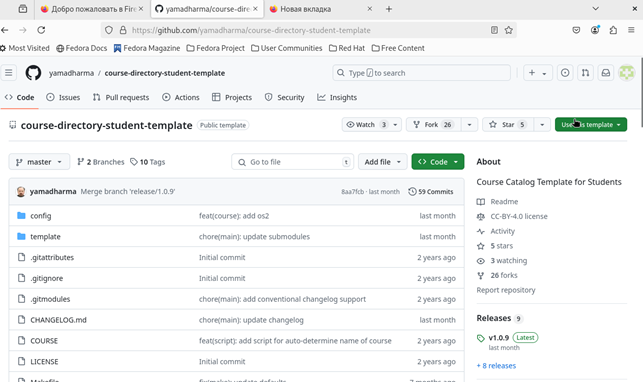 Добро пожаловать в Fire
yamadharma/course-dire
Новая вкладка
https://github.com/yamadharma/course-directory-student-template
Most Visited Fedora Docs Fedora Magazine Fedora Project User Communities Red Hat Free Content
yamadharma / course-directory-student-template
Type / to search
Code Issues Pull requests Actions Projects Security Insights
course-directory-student-template Public template
Watch 3 Fork 26 Star 5 template
master 2 Branches 10 Tags Go to file t Add file Code
yamadharma Merge branch 'release/1.0.9' 8aa7fcb · last month 59 Commits
config feat(course): add os2 last month
template chore(main): update submodules last month
.gitattributes Initial commit 2 years ago
.gitignore Initial commit 2 years ago
.gitmodules chore(main): add conventional changelog support 2 years ago
CHANGELOG.md chore(main): update changelog last month
COURSE feat(script): add script for auto-determine name of course 2 years ago
LICENSE Initial commit 2 years ago
About
Course Catalog Template for Students
Readme
CC-BY-4.0 license
Activity
5 stars
3 watching
26 forks
Report repository
Releases 9
v1.0.9 Latest
last month
+ 8 releases